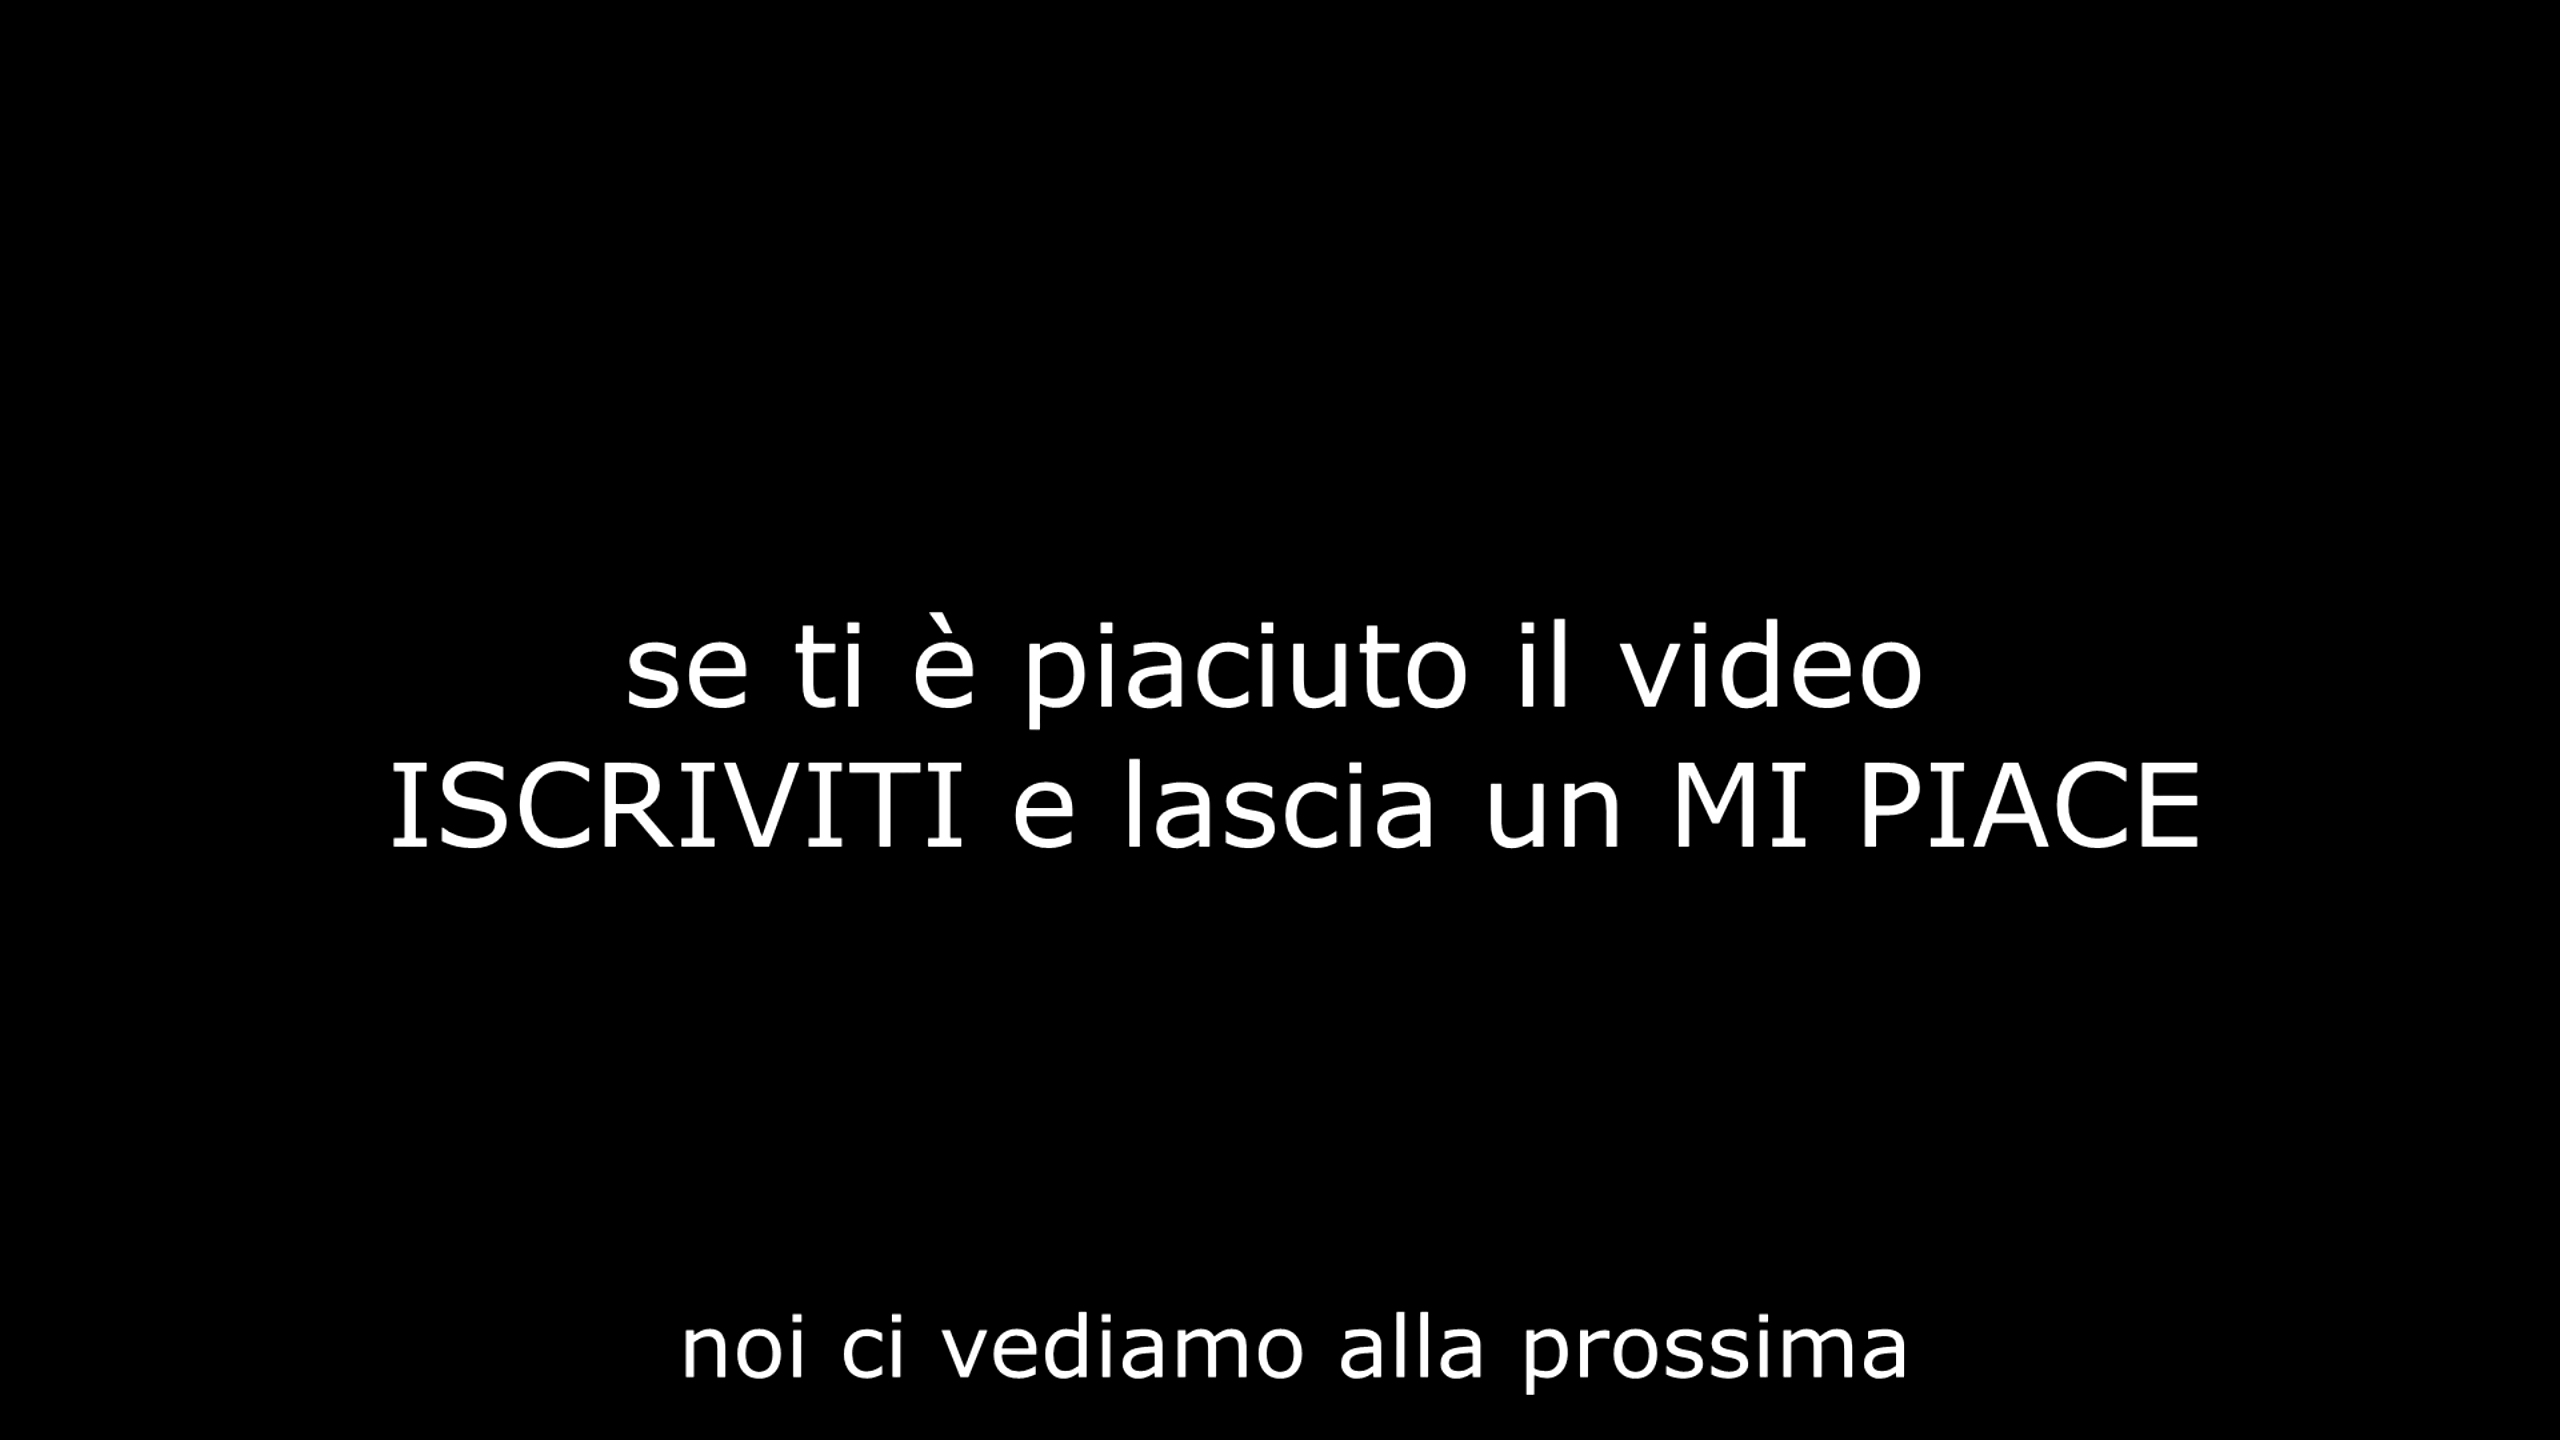 se ti è piaciuto il video
ISCRIVITI e lascia un MI PIACE
noi ci vediamo alla prossima